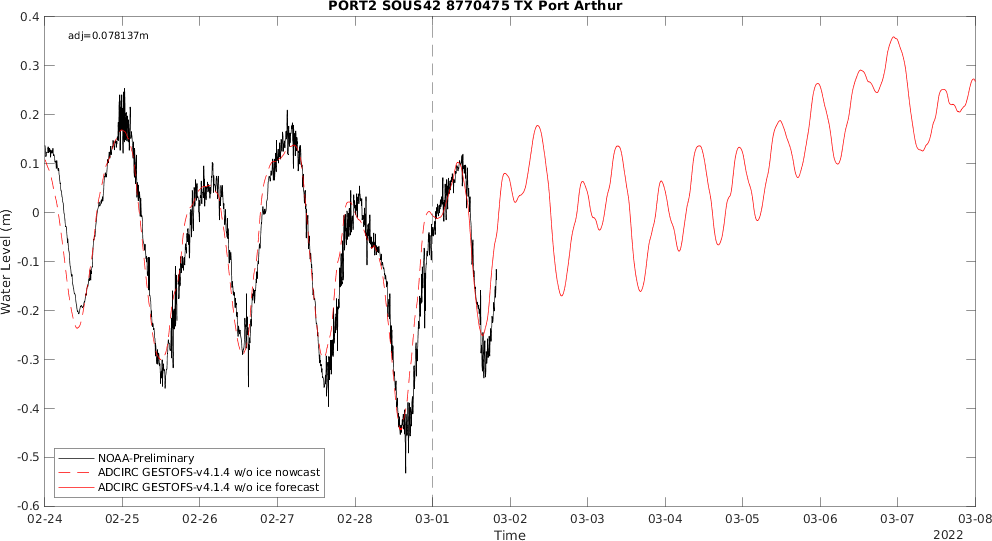 PORT2 SOUS42 8770475 TX Port Arthur
adj=0.078137m
0.4
0.3
0.2
0.1
0
-0.1
-0.2
-0.3
-0.4
-0.5
-0.6
Water Level (m)
NOAA-Preliminary
ADCIRC GESTOFS-v4.1.4 w/o ice nowcast
ADCIRC GESTOFS-v4.1.4 w/o ice forecast
02-24 02-25 02-26 02-27 02-28 03-01 03-02 03-03 03-04 03-05 03-06 03-07 03-08
Time
2022